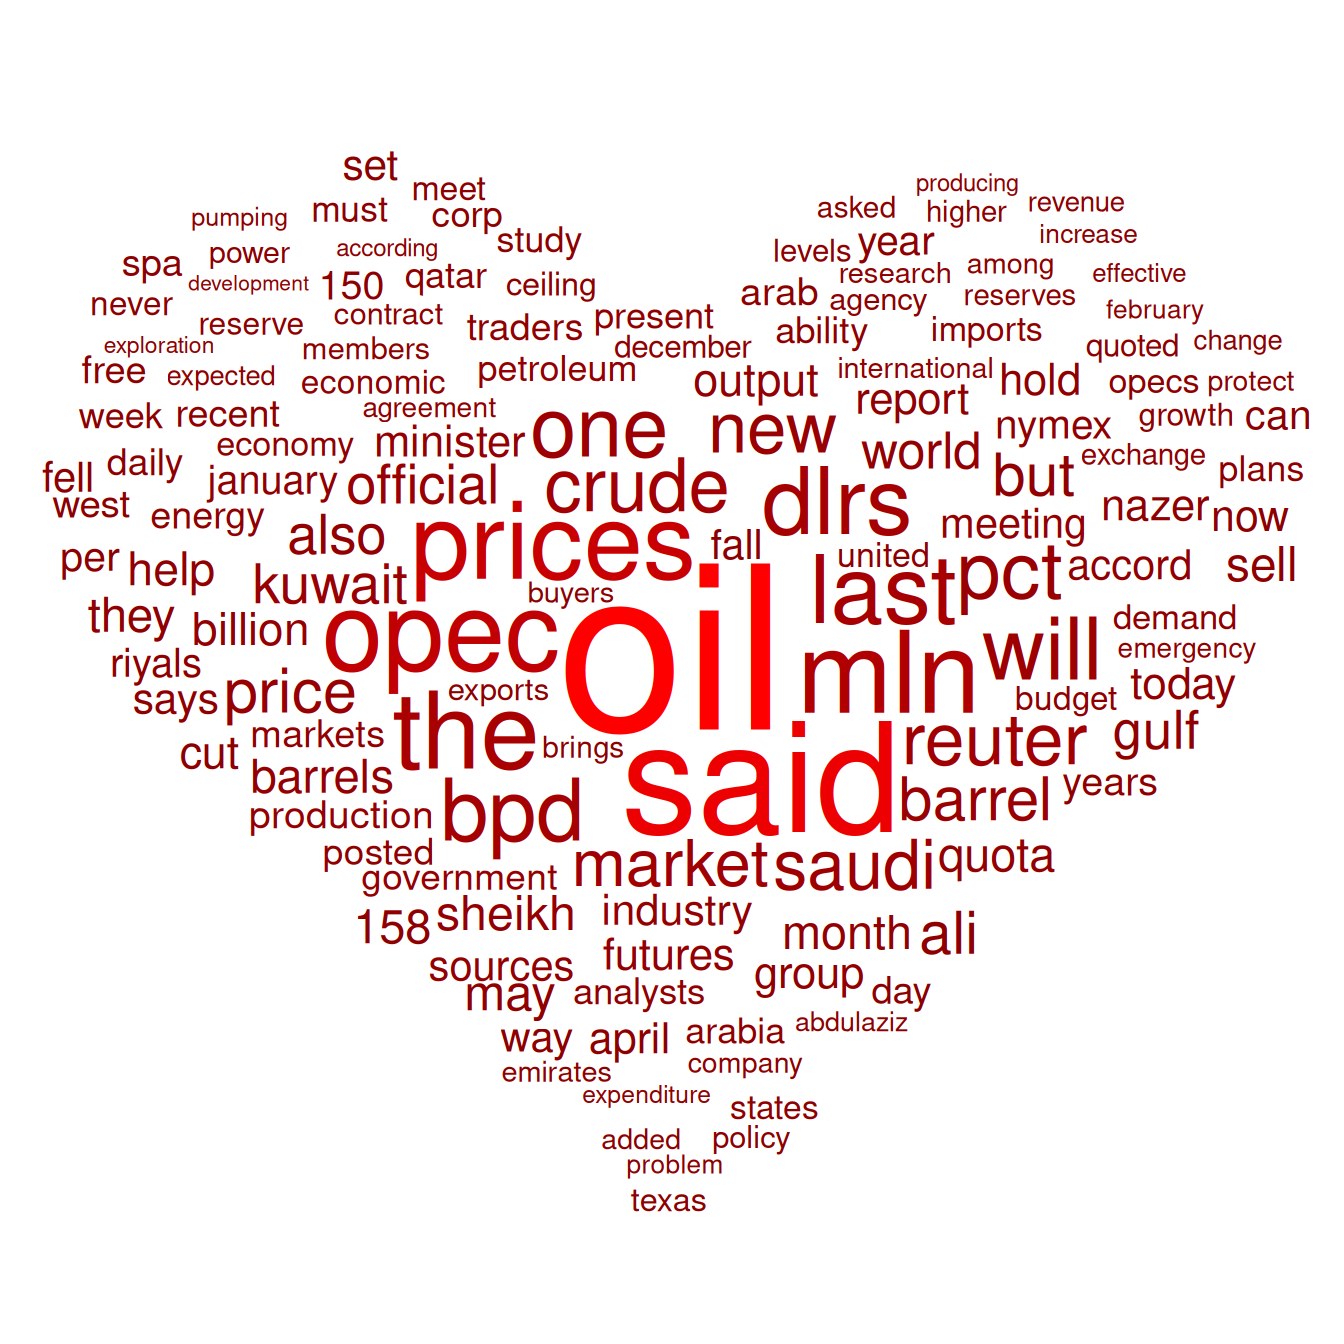 set
meet
producing
pumping
must
corp
asked
higher
revenue
spa
power
according
study
levels
year
increase
never
development
150
qatar
ceiling
arab
research
agency
among
reserves
effective
reserve
contract
traders
present
ability
imports
february
exploration
members
december
quoted
change
free
expected
economic
petroleum
output
international
hold
opecs
protect
week
recent
agreement
one
new
report
nymex
growth
can
fell
daily
economy
minister
world
exchange
plans
west
january
official
crude
dlrs
but
nazer
now
energy
also
prices
fall
united
meeting
per
help
kuwait
buyers
oil
last
pct
accord
sell
they
billion
opec
mln
will
demand
emergency
riyals
says
price
exports
budget
today
cut
markets
the
brings
said
reuter
gulf
barrels
bpd
barrel
years
production
posted
government
market
saudi
quota
158
sheikh
industry
month
ali
sources
futures
group
may
analysts
day
way
april
arabia
abdulaziz
emirates
company
expenditure
states
added
policy
problem
texas